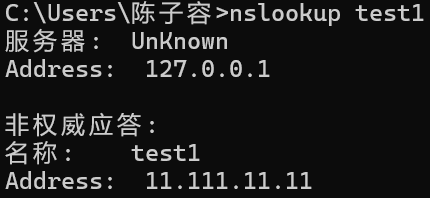 C:\Users\陈子容>nslookup test1
服务器:  UnKnown
Address:  127.0.0.1

非权威应答:
名称:    test1
Address:  11.111.11.11